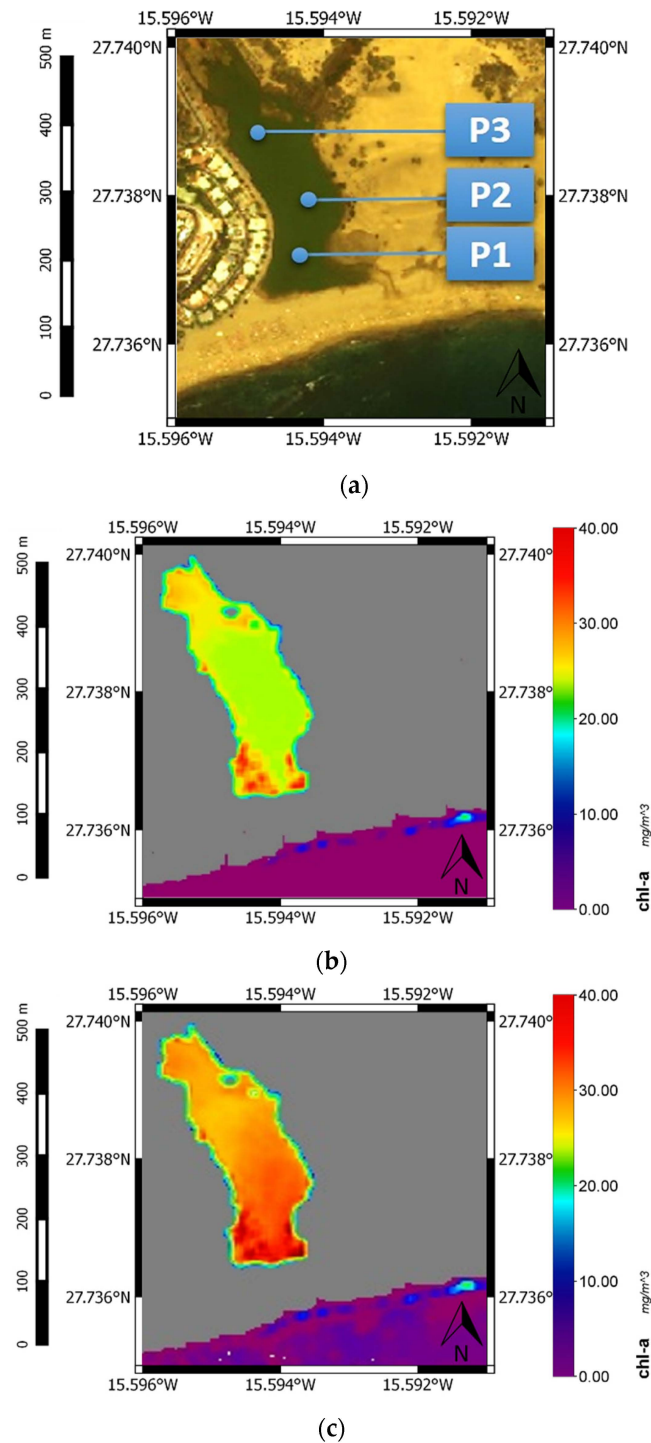 15.596°W 15.594°W 15.592°W
500 m
400
300
200
100
0
27.740°N 27.740°N
27.738°N 27.738°N
27.736°N 27.736°N
P3
P2
P1
N
15.596°W 15.594°W 15.592°W
(a)
15.596°W 15.594°W 15.592°W
500 m
400
300
200
100
0
27.740°N 27.740°
27.738°N 27.738°
27.736°N 27.736°
N
15.596°W 15.594°W 15.592°W
40.00
30.00
20.00
10.00
0.00
chl-a mg/m^3
(b)
15.596°W 15.594°W 15.592°W
500 m
400
300
200
100
0
27.740°N 27.740°
27.738°N 27.738°
27.736°N 27.736°
N
15.596°W 15.594°W 15.592°W
40.00
30.00
20.00
10.00
0.00
chl-a mg/m^3
(c)